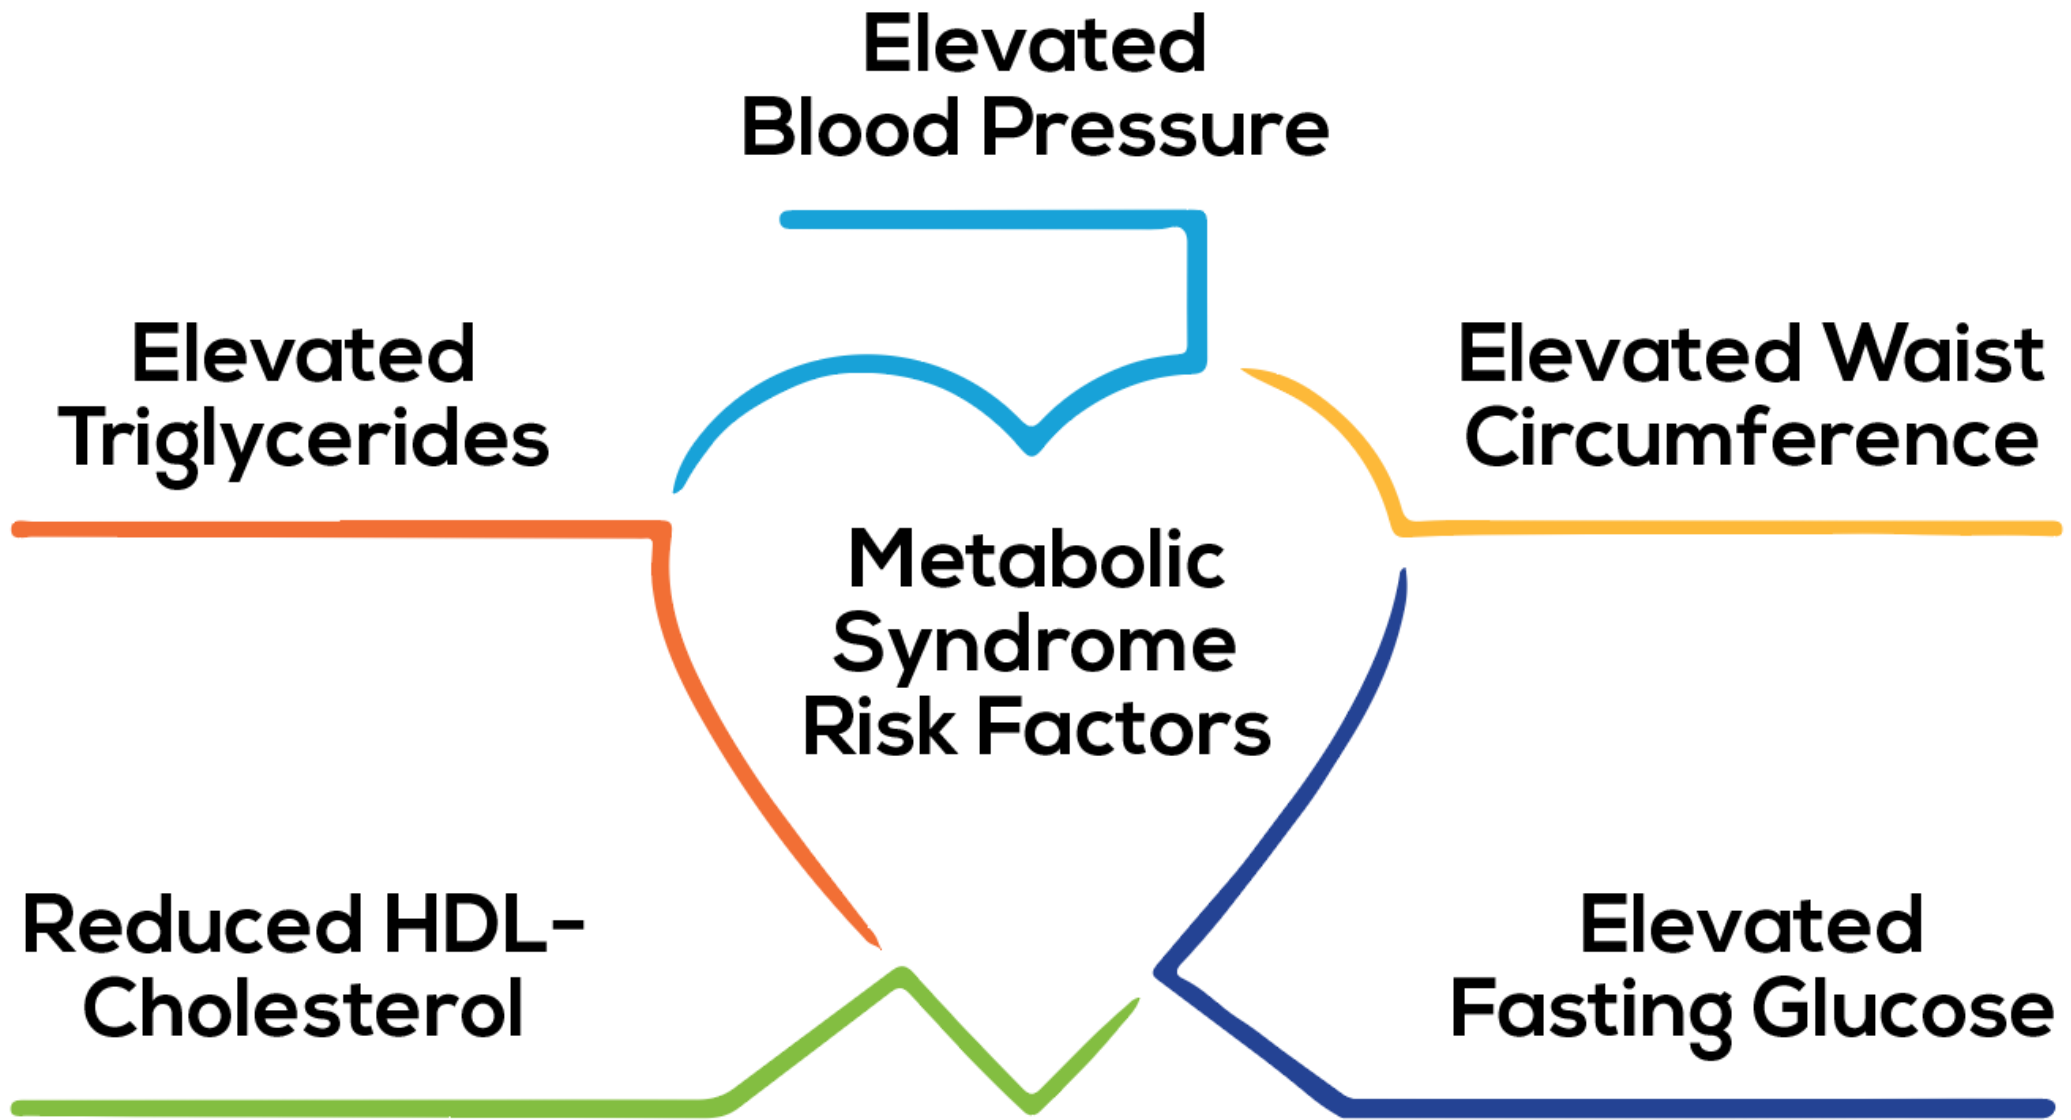 Elevated
Blood Pressure
Elevated
Triglycerides
Elevated Waist
Circumference
Metabolic
Syndrome
Risk Factors
Reduced HDL-
Cholesterol
Elevated
Fasting Glucose